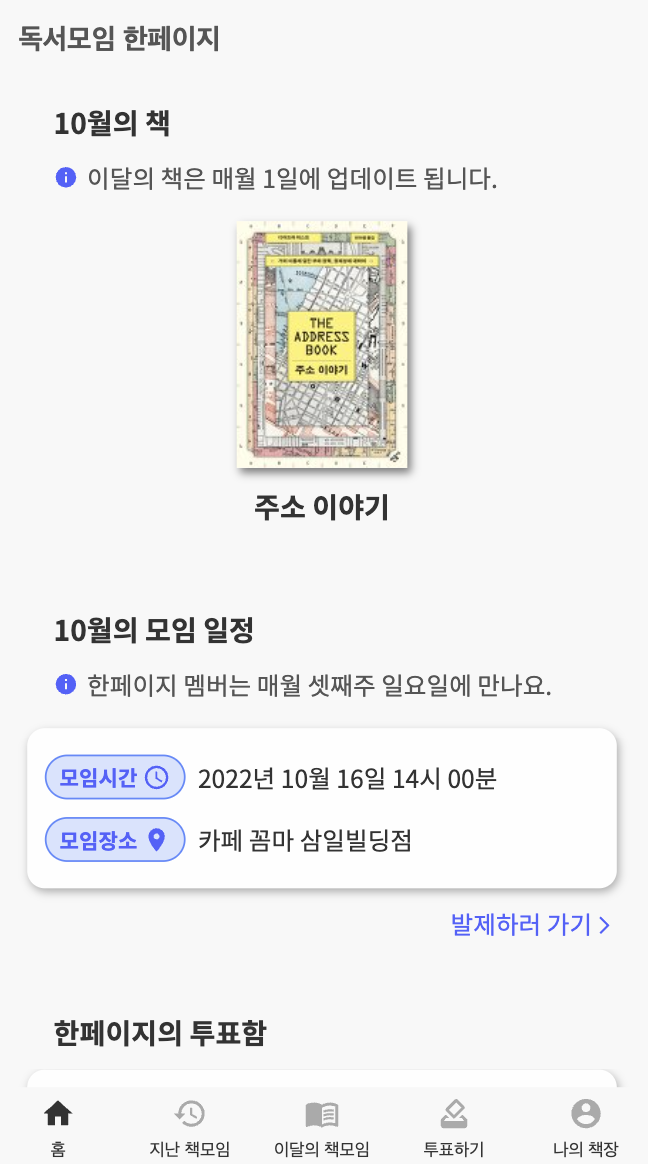 독서모임 한페이지
10월의 책
이달의 책은 매월 1일에 업데이트 됩니다.
THE
ADDRESS
BOOK
주소 이야기
주소 이야기
10월의 모임 일정
한페이지 멤버는 매월 셋째주 일요일에 만나요.
모임시간 2022년 10월 16일 14시 00분
모임장소 카페 꼼마 삼일빌딩점
발제하러 가기 >
한페이지의 투표함
홈 지난 책모임 이달의 책모임 투표하기 나의 책장